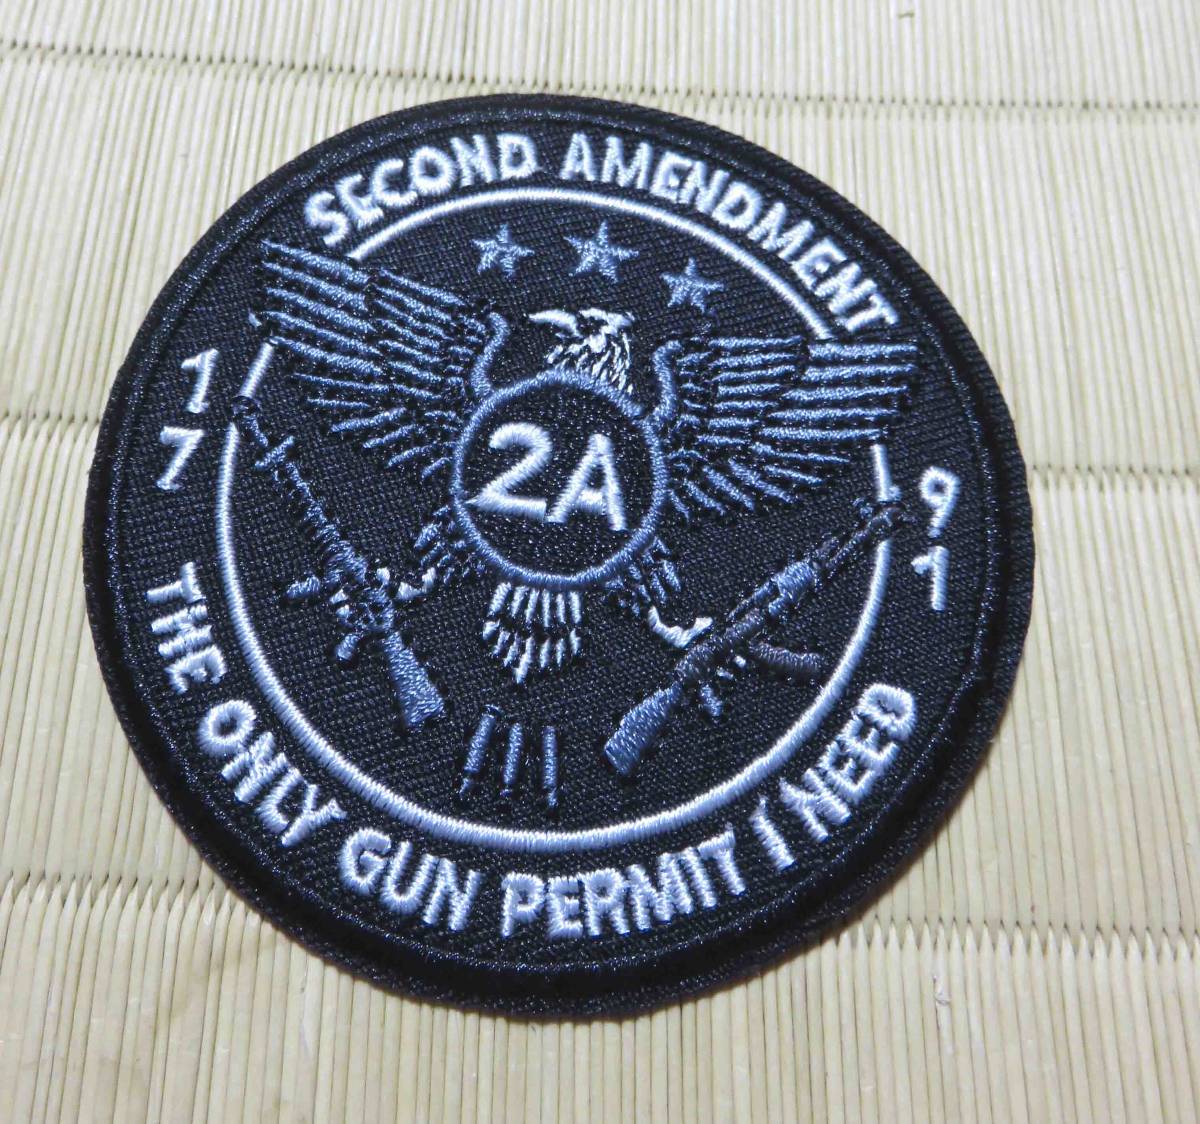 SECOND AMENDMENT
17
91
2A
THE ONLY GUN PERMIT I NEED